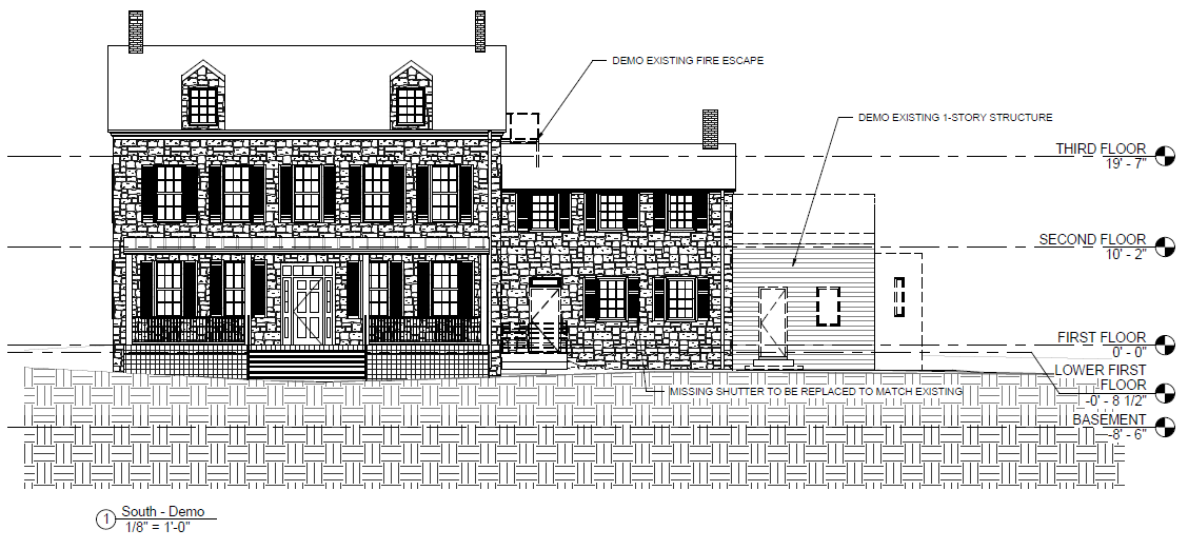 DEMO EXISTING FIRE ESCAPE
DEMO EXISTING 1-STORY STRUCTURE
THIRD FLOOR
19' - 7"
SECOND FLOOR
10' - 2"
FIRST FLOOR
0' - 0"
LOWER FIRST
FLOOR
-0' - 8 1/2"
MISSING SHUTTER TO BE REPLACED TO MATCH EXISTING
BASEMENT
-8' - 6"
1
South - Demo
1/8" = 1'-0"